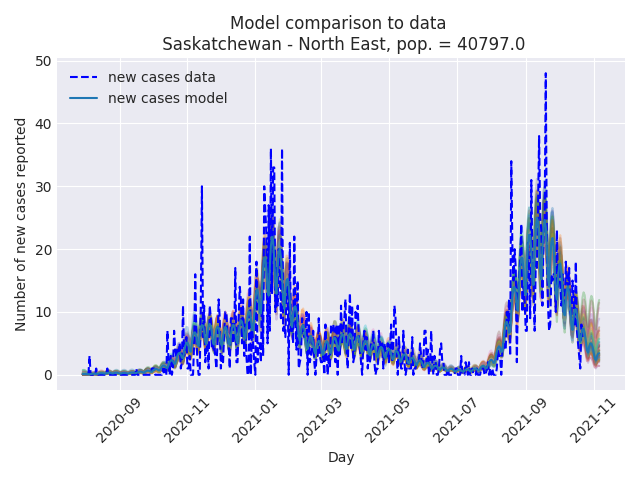 Model comparison to data
Saskatchewan - North East, pop. = 40797.0
new cases data
new cases model
Number of new cases reported
50
40
30
20
10
0
2020-09
2020-11
2021-01
2021-03
2021-05
2021-07
2021-09
2021-11
Day